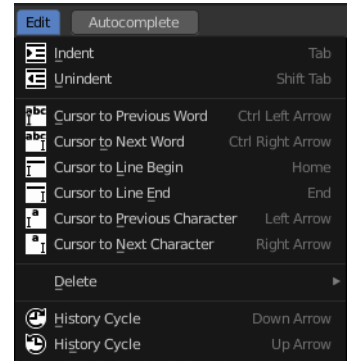 Edit Autocomplete
Indent Tab
Unindent Shift Tab
Cursor to Previous Word Ctrl Left Arrow
Cursor to Next Word Ctrl Right Arrow
Cursor to Line Begin Home
Cursor to Line End End
Cursor to Previous Character Left Arrow
Cursor to Next Character Right Arrow
Delete
History Cycle Down Arrow
History Cycle Up Arrow